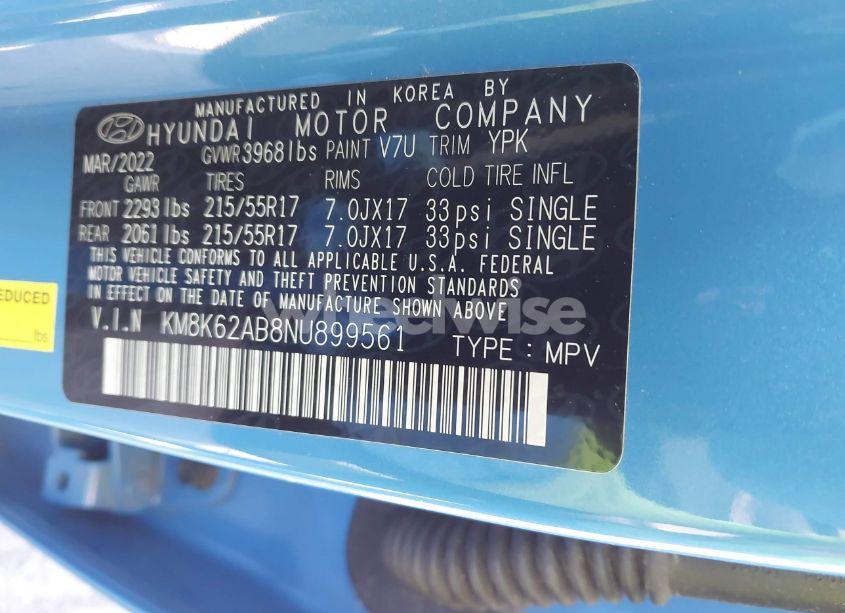 MANUFACTURED IN KOREA BY
HYUNDAI MOTOR COMPANY
MAR/2022 GVWR 3968 lbs PAINT V7U TRIM YPK
GAWR TIRES RIMS COLD TIRE INFL
FRONT 2293 lbs 215/55R17 7.0JX17 33psi SINGLE
REAR 2061 lbs 215/55R17 7.0JX17 33psi SINGLE
THIS VEHICLE CONFORMS TO ALL APPLICABLE U.S.A. FEDERAL
MOTOR VEHICLE SAFETY AND THEFT PREVENTION STANDARDS
IN EFFECT ON THE DATE OF MANUFACTURE SHOWN ABOVE
V.I.N KM8K62AB8NU899561 TYPE : MPV
EDUCED
lbs
wheelwise